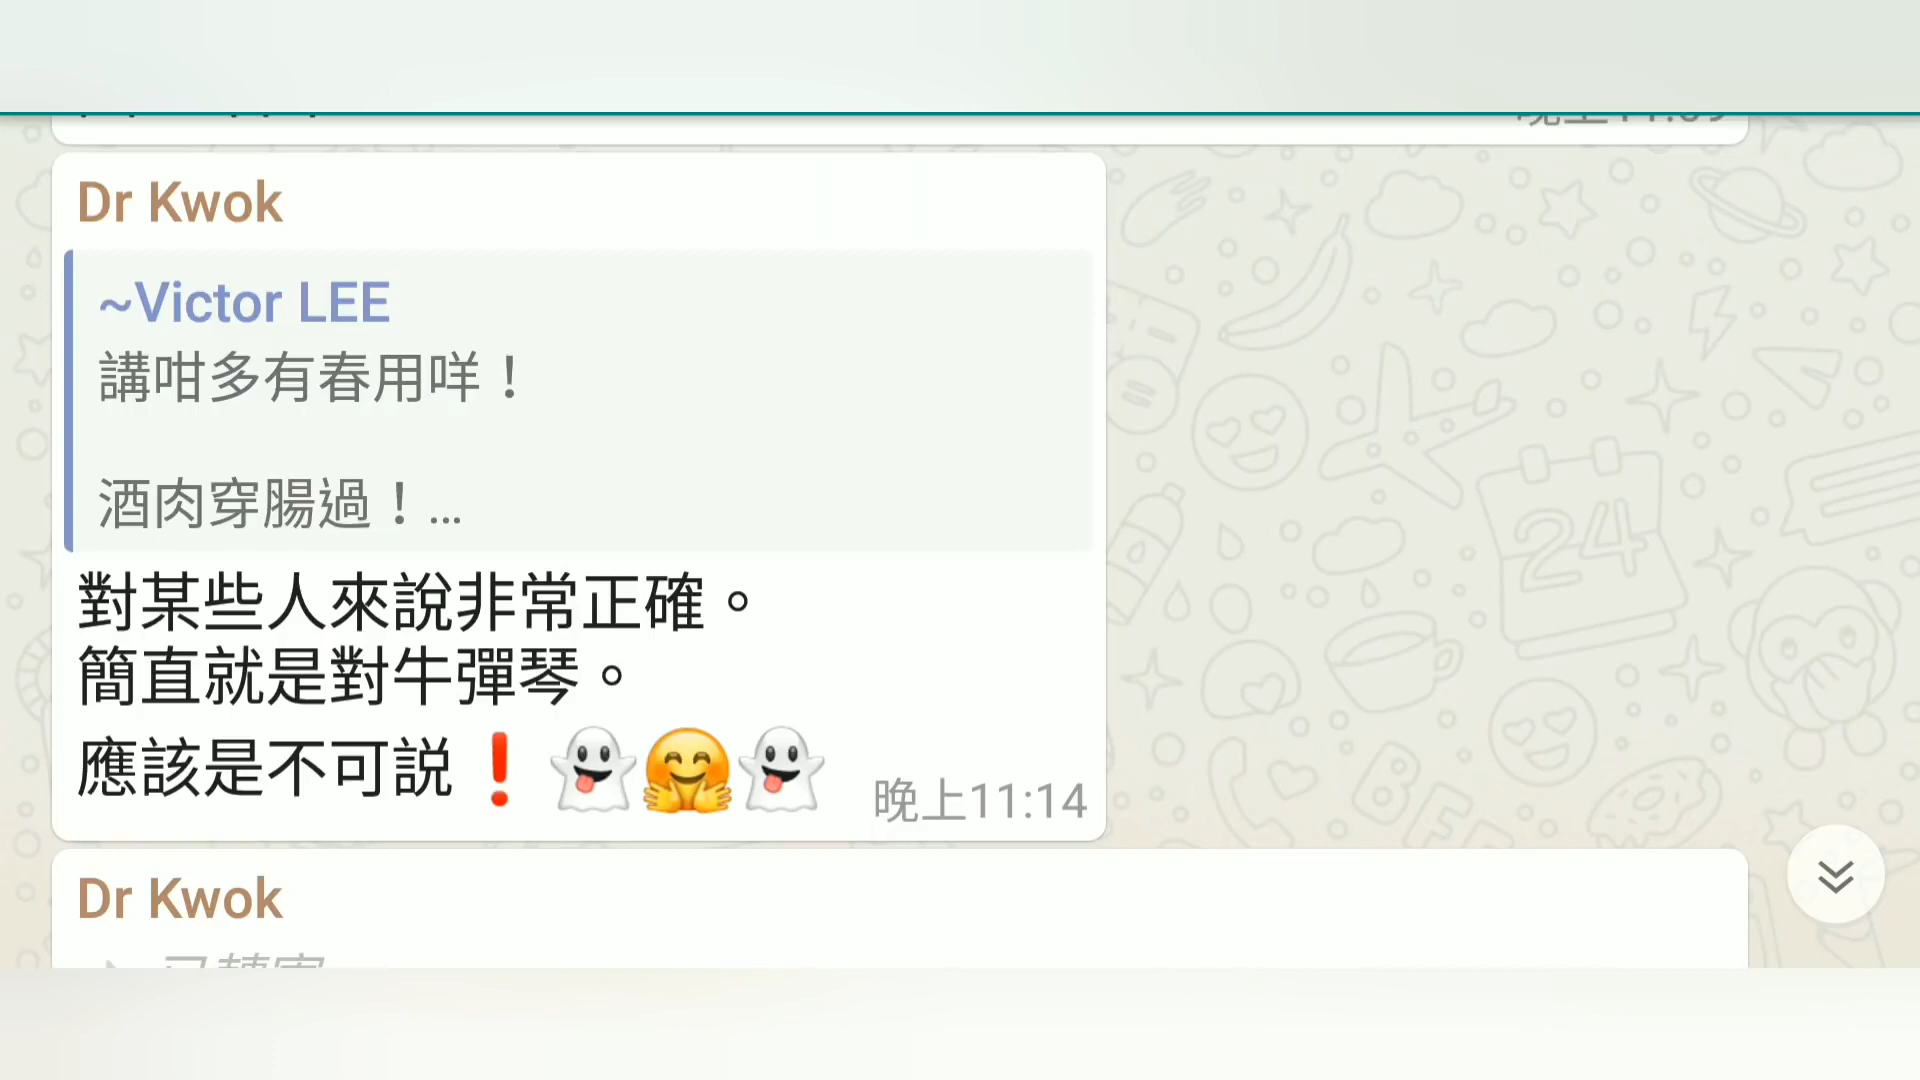 Dr Kwok
~Victor LEE
講咁多有春用咩！
酒肉穿腸過！...
對某些人來說非常正確。
簡直就是對牛彈琴。
應該是不可説❗👻🤗👻
晚上11:14
Dr Kwok